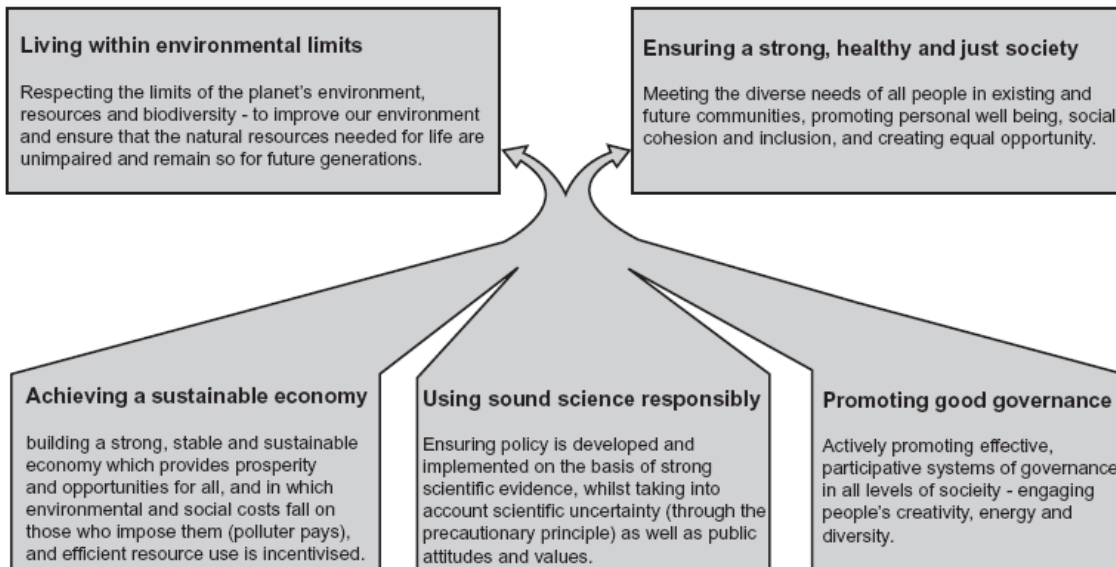 Living within environmental limits
Respecting the limits of the planet's environment,
resources and biodiversity - to improve our environment
and ensure that the natural resources needed for life are
unimpaired and remain so for future generations.
Ensuring a strong, healthy and just society
Meeting the diverse needs of all people in existing and
future communities, promoting personal well being, social
cohesion and inclusion, and creating equal opportunity.
Achieving a sustainable economy
building a strong, stable and sustainable
economy which provides prosperity
and opportunities for all, and in which
environmental and social costs fall on
those who impose them (polluter pays),
and efficient resource use is incentivised.
Using sound science responsibly
Ensuring policy is developed and
implemented on the basis of strong
scientific evidence, whilst taking into
account scientific uncertainty (through the
precautionary principle) as well as public
attitudes and values.
Promoting good governance
Actively promoting effective,
participative systems of governance
in all levels of socieity - engaging
people's creativity, energy and
diversity.